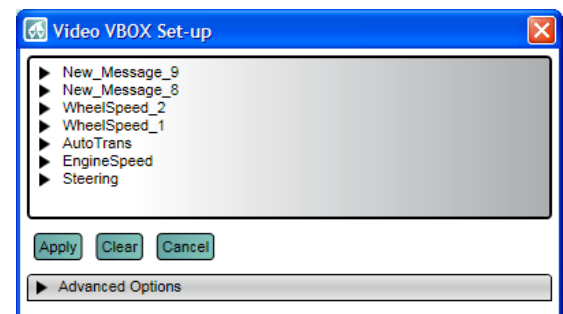 Video VBOX Set-up
New_Message_9
New_Message_8
WheelSpeed_2
WheelSpeed_1
AutoTrans
EngineSpeed
Steering
Apply Clear Cancel
Advanced Options